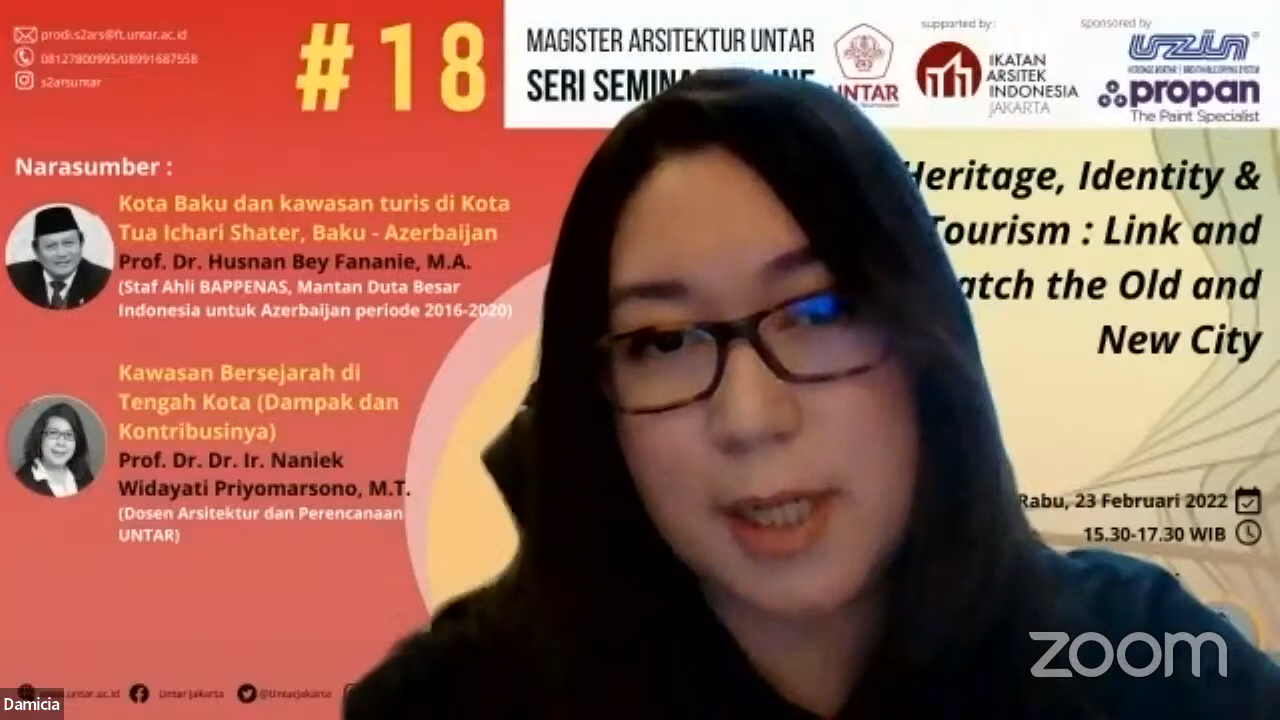 prodi.s2ars@ft.untar.ac.id
08127800995/08991687558
s2arsuntar
#18
MAGISTER ARSITEKTUR UNTAR
SERI
UNTAR
supported by:
IKATAN
ARSITEK
INDONESIA
JAKARTA
sponsored by
uzin
propan
The Paint Specialist
Narasumber :
Kota Baku dan kawasan turis di Kota
Tua Ichari Shater, Baku - Azerbaijan
Prof. Dr. Husnan Bey Fananie, M.A.
(Staf Ahli BAPPENAS, Mantan Duta Besar
Indonesia untuk Azerbaijan periode 2016-2020)
Kawasan Bersejarah di
Tengah Kota (Dampak dan
Kontribusinya)
Prof. Dr. Dr. Ir. Naniek
Widayati Priyomarsono, M.T.
(Dosen Arsitektur dan Perencanaan
UNTAR)
Heritage, Identity &
Tourism : Link and
the Old and
New City
Rabu, 23 Februari 2022
15.30-17.30 WIB
zoom
Untar Jakarta
@UntarJakarta
Damicia